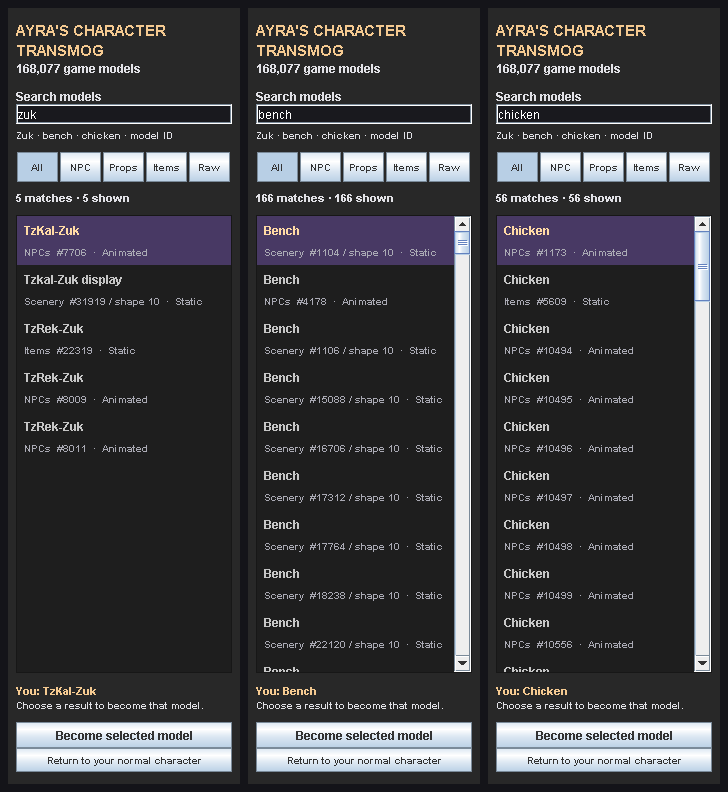 AYRA'S CHARACTER
TRANSMOG
168,077 game models
Search models
zuk
Zuk · bench · chicken · model ID
All
NPC
Props
Items
Raw
5 matches · 5 shown
TzKal-Zuk
NPCs #7706 · Animated
Tzkal-Zuk display
Scenery #31919 / shape 10 · Static
TzRek-Zuk
Items #22319 · Static
TzRek-Zuk
NPCs #8009 · Animated
TzRek-Zuk
NPCs #8011 · Animated
You: TzKal-Zuk
Choose a result to become that model.
Become selected model
Return to your normal character
AYRA'S CHARACTER
TRANSMOG
168,077 game models
Search models
bench
Zuk · bench · chicken · model ID
All
NPC
Props
Items
Raw
166 matches · 166 shown
Bench
Scenery #1104 / shape 10 · Static
Bench
NPCs #4178 · Animated
Bench
Scenery #1106 / shape 10 · Static
Bench
Scenery #15088 / shape 10 · Static
Bench
Scenery #16706 / shape 10 · Static
Bench
Scenery #17312 / shape 10 · Static
Bench
Scenery #17764 / shape 10 · Static
Bench
Scenery #18238 / shape 10 · Static
Bench
Scenery #22120 / shape 10 · Static
Bench
You: Bench
Choose a result to become that model.
Become selected model
Return to your normal character
AYRA'S CHARACTER
TRANSMOG
168,077 game models
Search models
chicken
Zuk · bench · chicken · model ID
All
NPC
Props
Items
Raw
56 matches · 56 shown
Chicken
NPCs #1173 · Animated
Chicken
Items #5609 · Static
Chicken
NPCs #10494 · Animated
Chicken
NPCs #10495 · Animated
Chicken
NPCs #10496 · Animated
Chicken
NPCs #10497 · Animated
Chicken
NPCs #10498 · Animated
Chicken
NPCs #10499 · Animated
Chicken
NPCs #10556 · Animated
Chicken
You: Chicken
Choose a result to become that model.
Become selected model
Return to your normal character